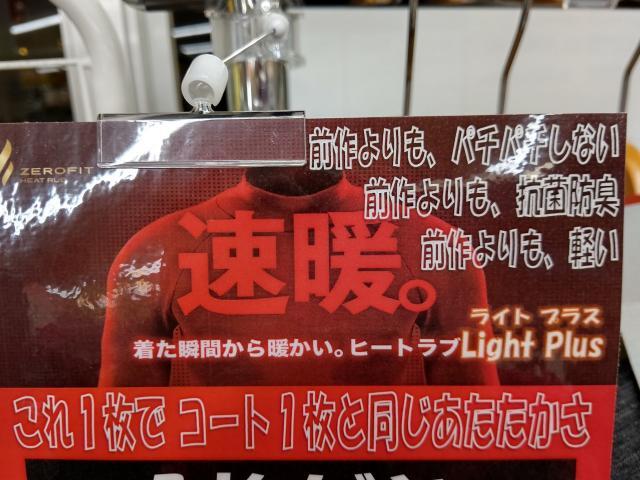 ZEROFIT
HEAT RUB
前作よりも、パチパチしない
前作よりも、抗菌防臭
前作よりも、軽い
速暖。
ライト プラス
着た瞬間から暖かい。ヒートラブLight Plus
これ1枚で コート1枚と同じあたたかさ